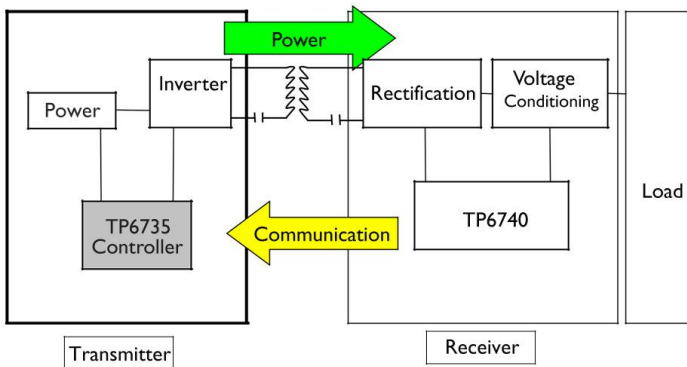 Power
Inverter
Power
TP6735
Controller
Rectification
Voltage
Conditioning
TP6740
Load
Communication
Transmitter
Receiver